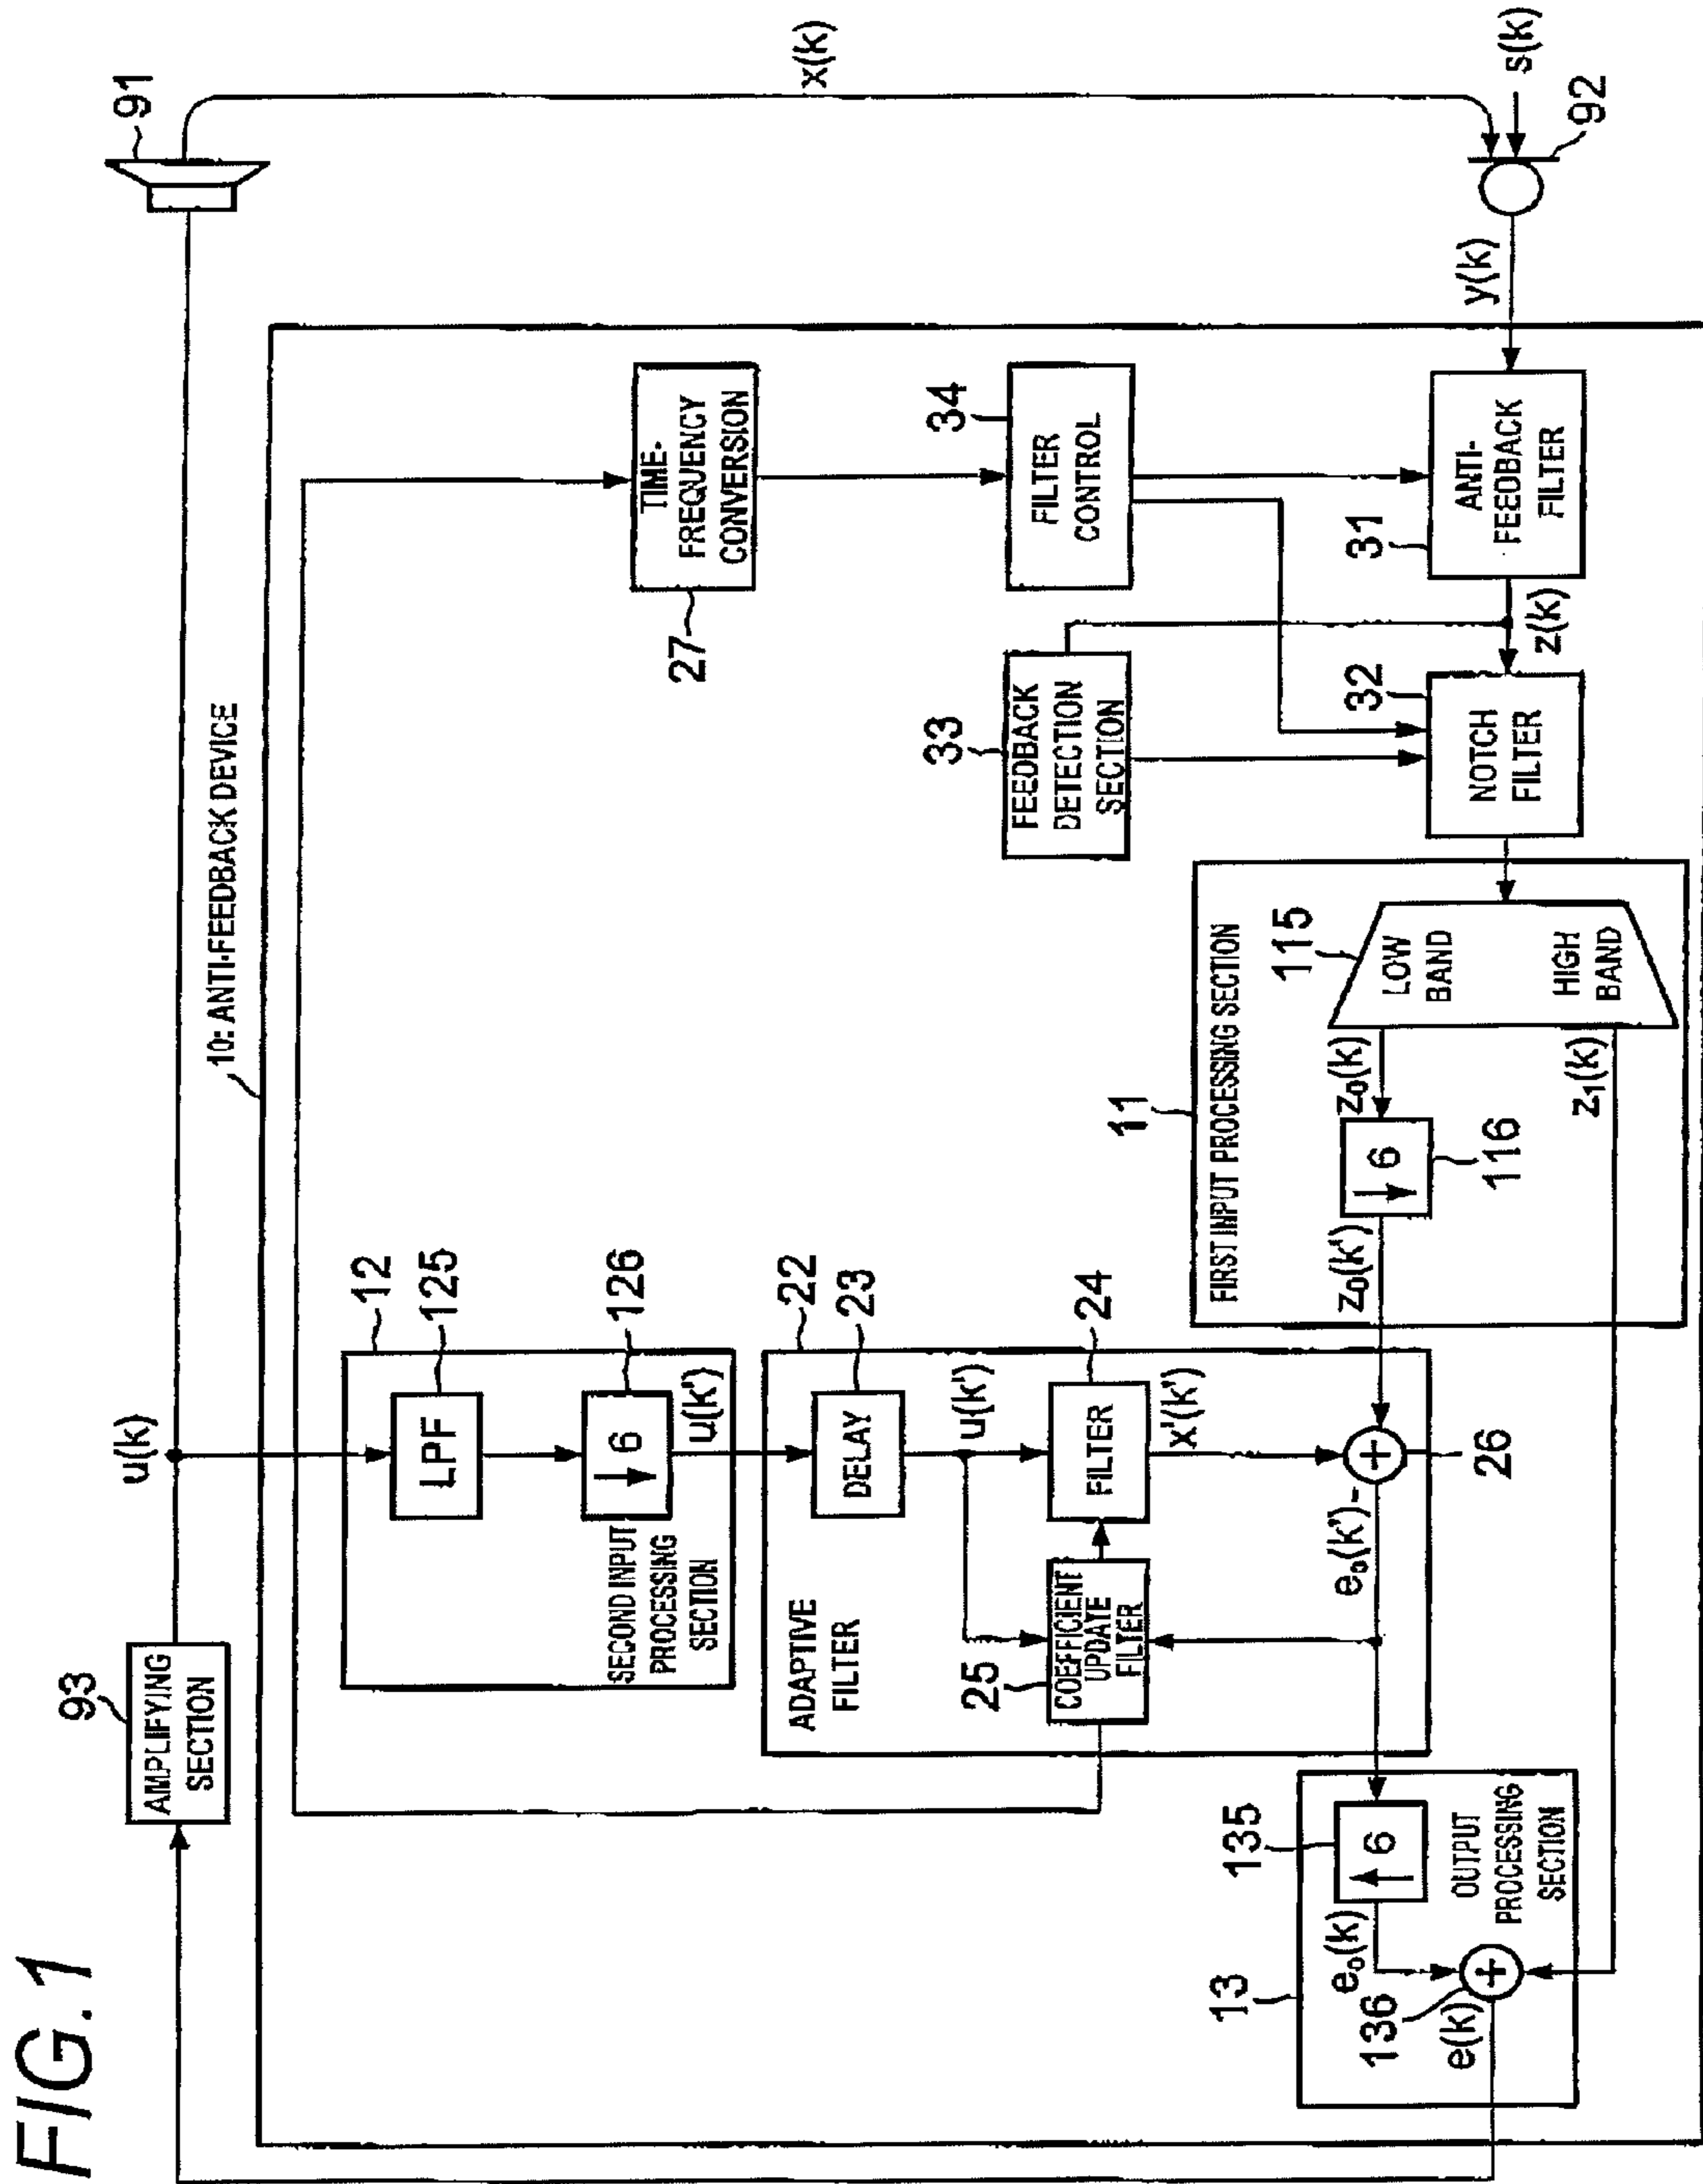 FIG.1
93
AMPLIFYING
SECTION
u(k)
91
x(k)
10: ANTI-FEEDBACK DEVICE
12
125
LPF
126
6
u(k')
SECOND INPUT
PROCESSING
SECTION
TIME-
FREQUENCY
CONVERSION
27
ADAPTIVE
FILTER
22
23
DELAY
u(k')
24
FILTER
x'(k')
25
COEFFICIENT
UPDATE
FILTER
26
-
e0(k')
33
FEEDBACK
DETECTION
SECTION
34
FILTER
CONTROL
31
ANTI-
FEEDBACK
FILTER
z(k)
32
NOTCH
FILTER
y(k)
92
s(k)
11
FIRST INPUT PROCESSING SECTION
115
LOW
BAND
HIGH
BAND
z0(k)
z1(k)
6
116
z0(k')
13
135
6
OUTPUT
PROCESSING
SECTION
e0(k)
136
+
e(k)
+